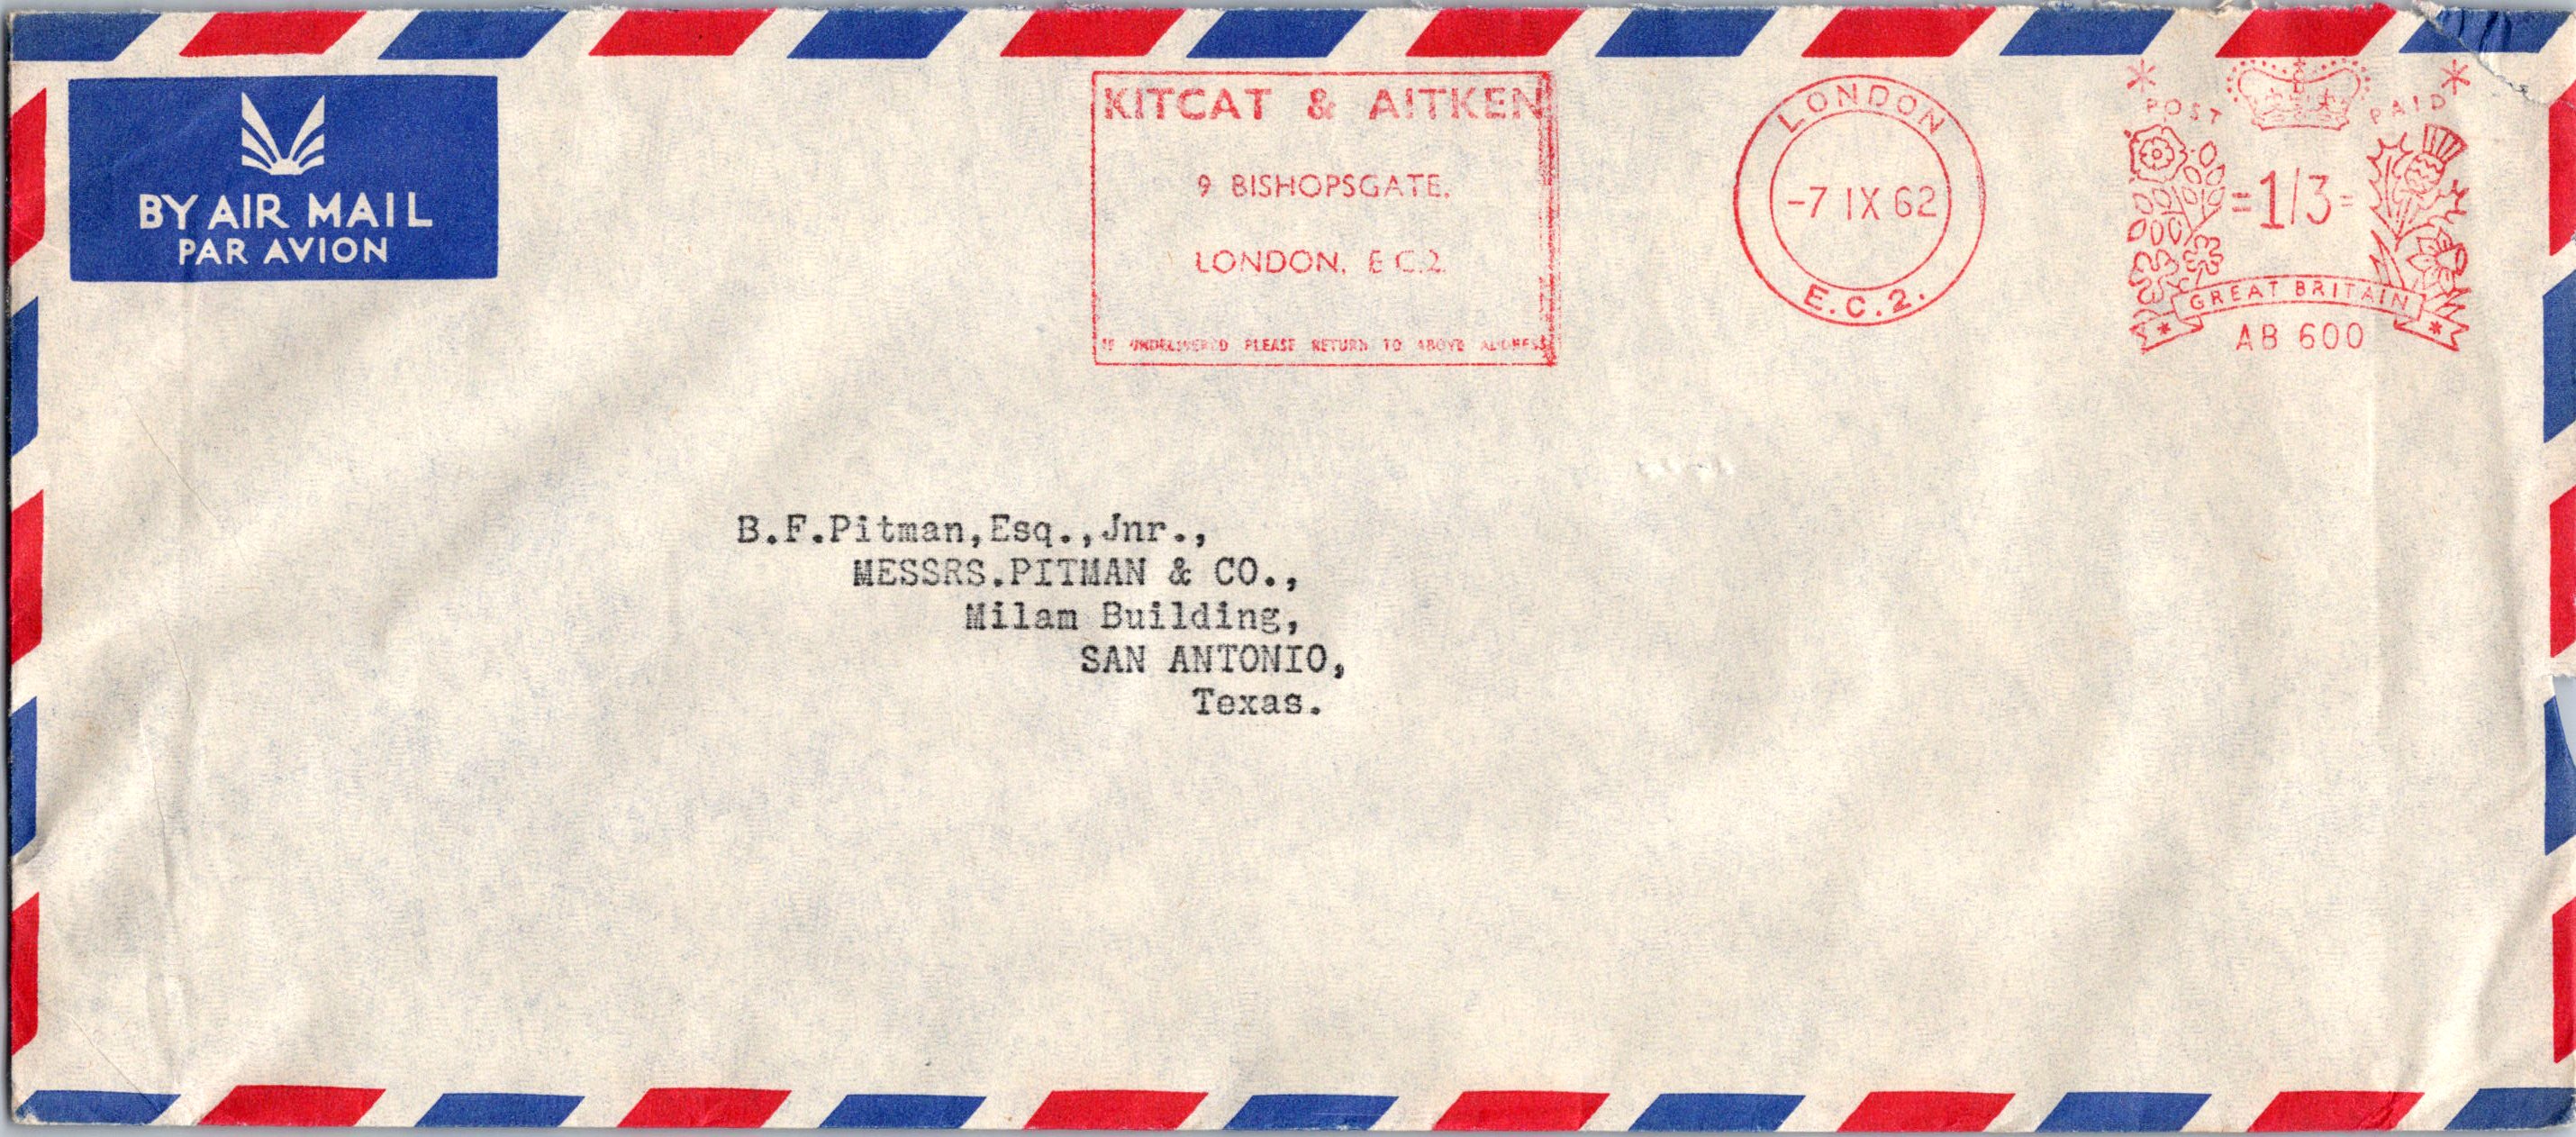 BY AIR MAIL
PAR AVION
KITCAT & AITKEN
9 BISHOPSGATE,
LONDON, E.C.2.
IF UNDELIVERED PLEASE RETURN TO ABOVE ADDRESS
LONDON
-7 IX 62
E.C.2.
POST PAID
=1/3=
GREAT BRITAIN
AB 600
B.F.Pitman,Esq.,Jnr.,
MESSRS.PITMAN & CO.,
Milam Building,
SAN ANTONIO,
Texas.